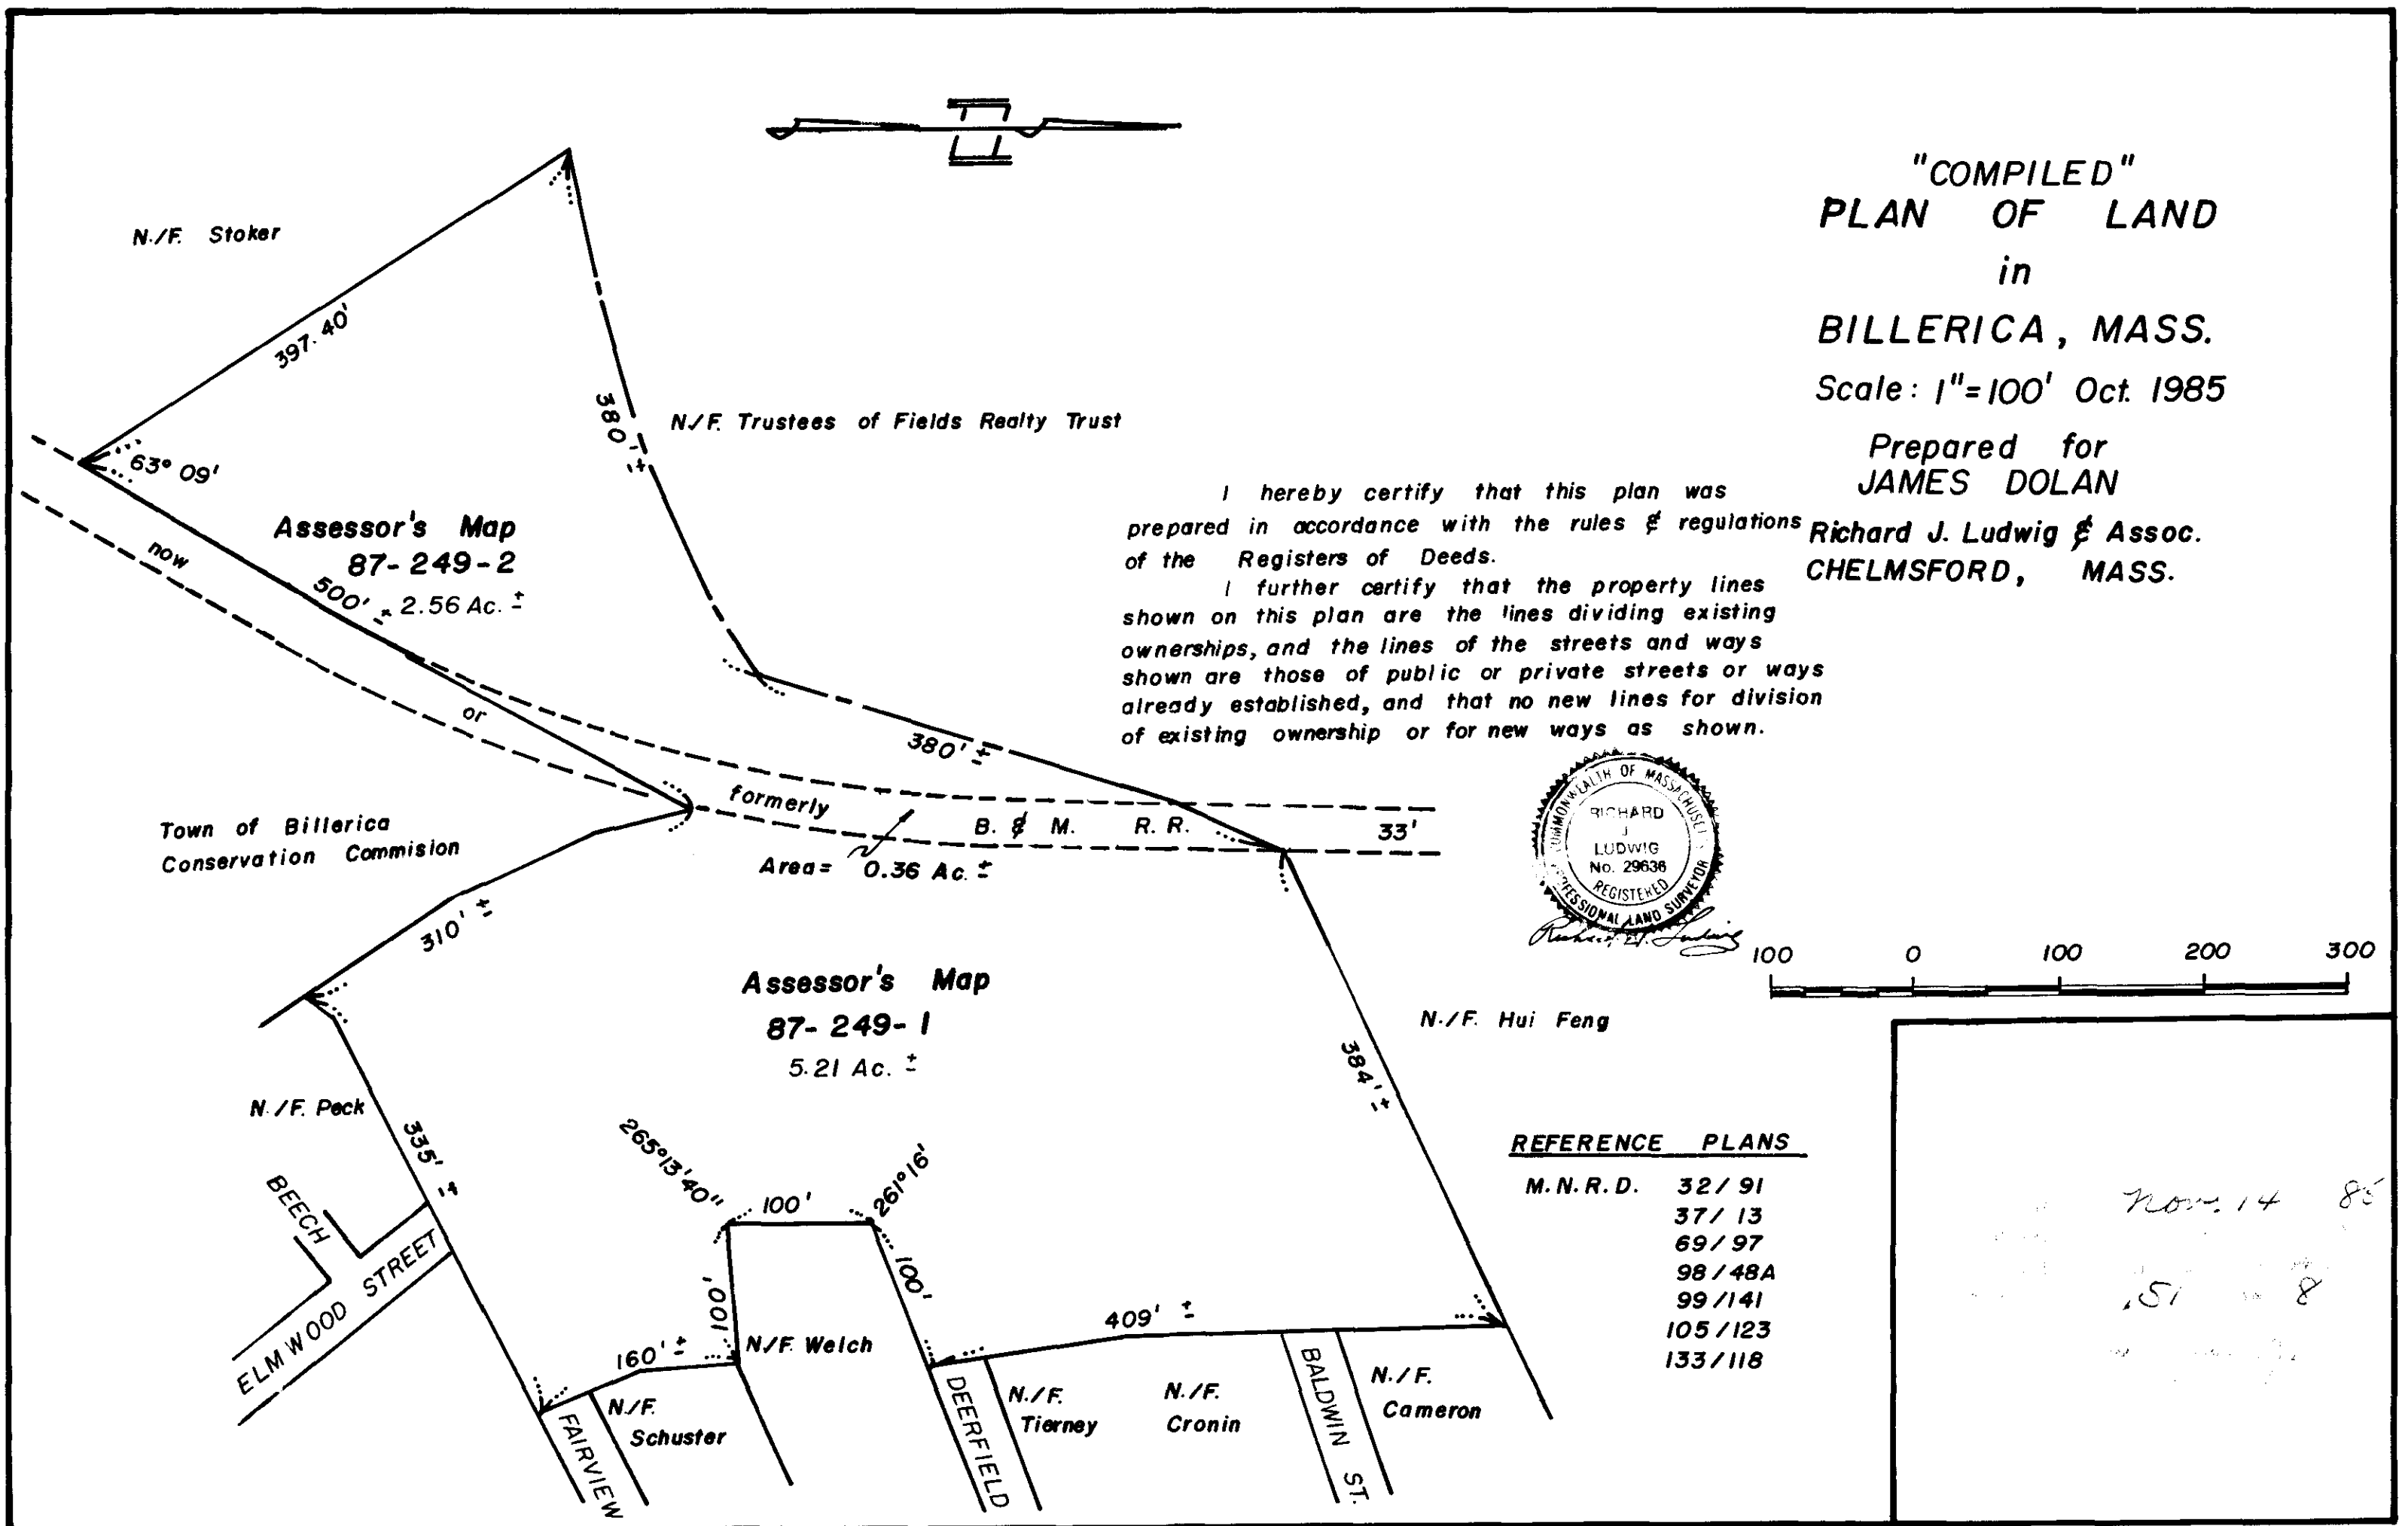 "COMPILED"
PLAN OF LAND
in
BILLERICA, MASS.
Scale: 1"=100' Oct. 1985
Prepared for
JAMES DOLAN
Richard J. Ludwig & Assoc.
CHELMSFORD, MASS.
N./F. Stoker
397.40'
63° 09'
380' ±
N./F. Trustees of Fields Realty Trust
Assessor's Map
87-249-2
2.56 Ac. ±
500' ±
now
or
formerly
B. & M. R. R.
33'
380' ±
Area = 0.36 Ac. ±
I hereby certify that this plan was
prepared in accordance with the rules & regulations
of the Registers of Deeds.
I further certify that the property lines
shown on this plan are the lines dividing existing
ownerships, and the lines of the streets and ways
shown are those of public or private streets or ways
already established, and that no new lines for division
of existing ownership or for new ways as shown.
COMMONWEALTH OF MASSACHUSETTS
RICHARD
J
LUDWIG
No. 29636
REGISTERED
PROFESSIONAL LAND SURVEYOR
Richard J. Ludwig
100 0 100 200 300
Town of Billerica
Conservation Commision
310' ±
Assessor's Map
87-249-1
5.21 Ac. ±
N./F. Hui Feng
384' ±
N./F. Peck
335' ±
BEECH
ELMWOOD STREET
265°13'40"
100'
261°16'
100'
100'
N/F. Welch
160' ±
409' ±
N./F.
Schuster
FAIRVIEW
DEERFIELD
N./F.
Tierney
N./F.
Cronin
BALDWIN ST.
N./F.
Cameron
REFERENCE PLANS
M.N.R.D. 32/91
37/13
69/97
98/48A
99/141
105/123
133/118
Nov. 14 85
151 8